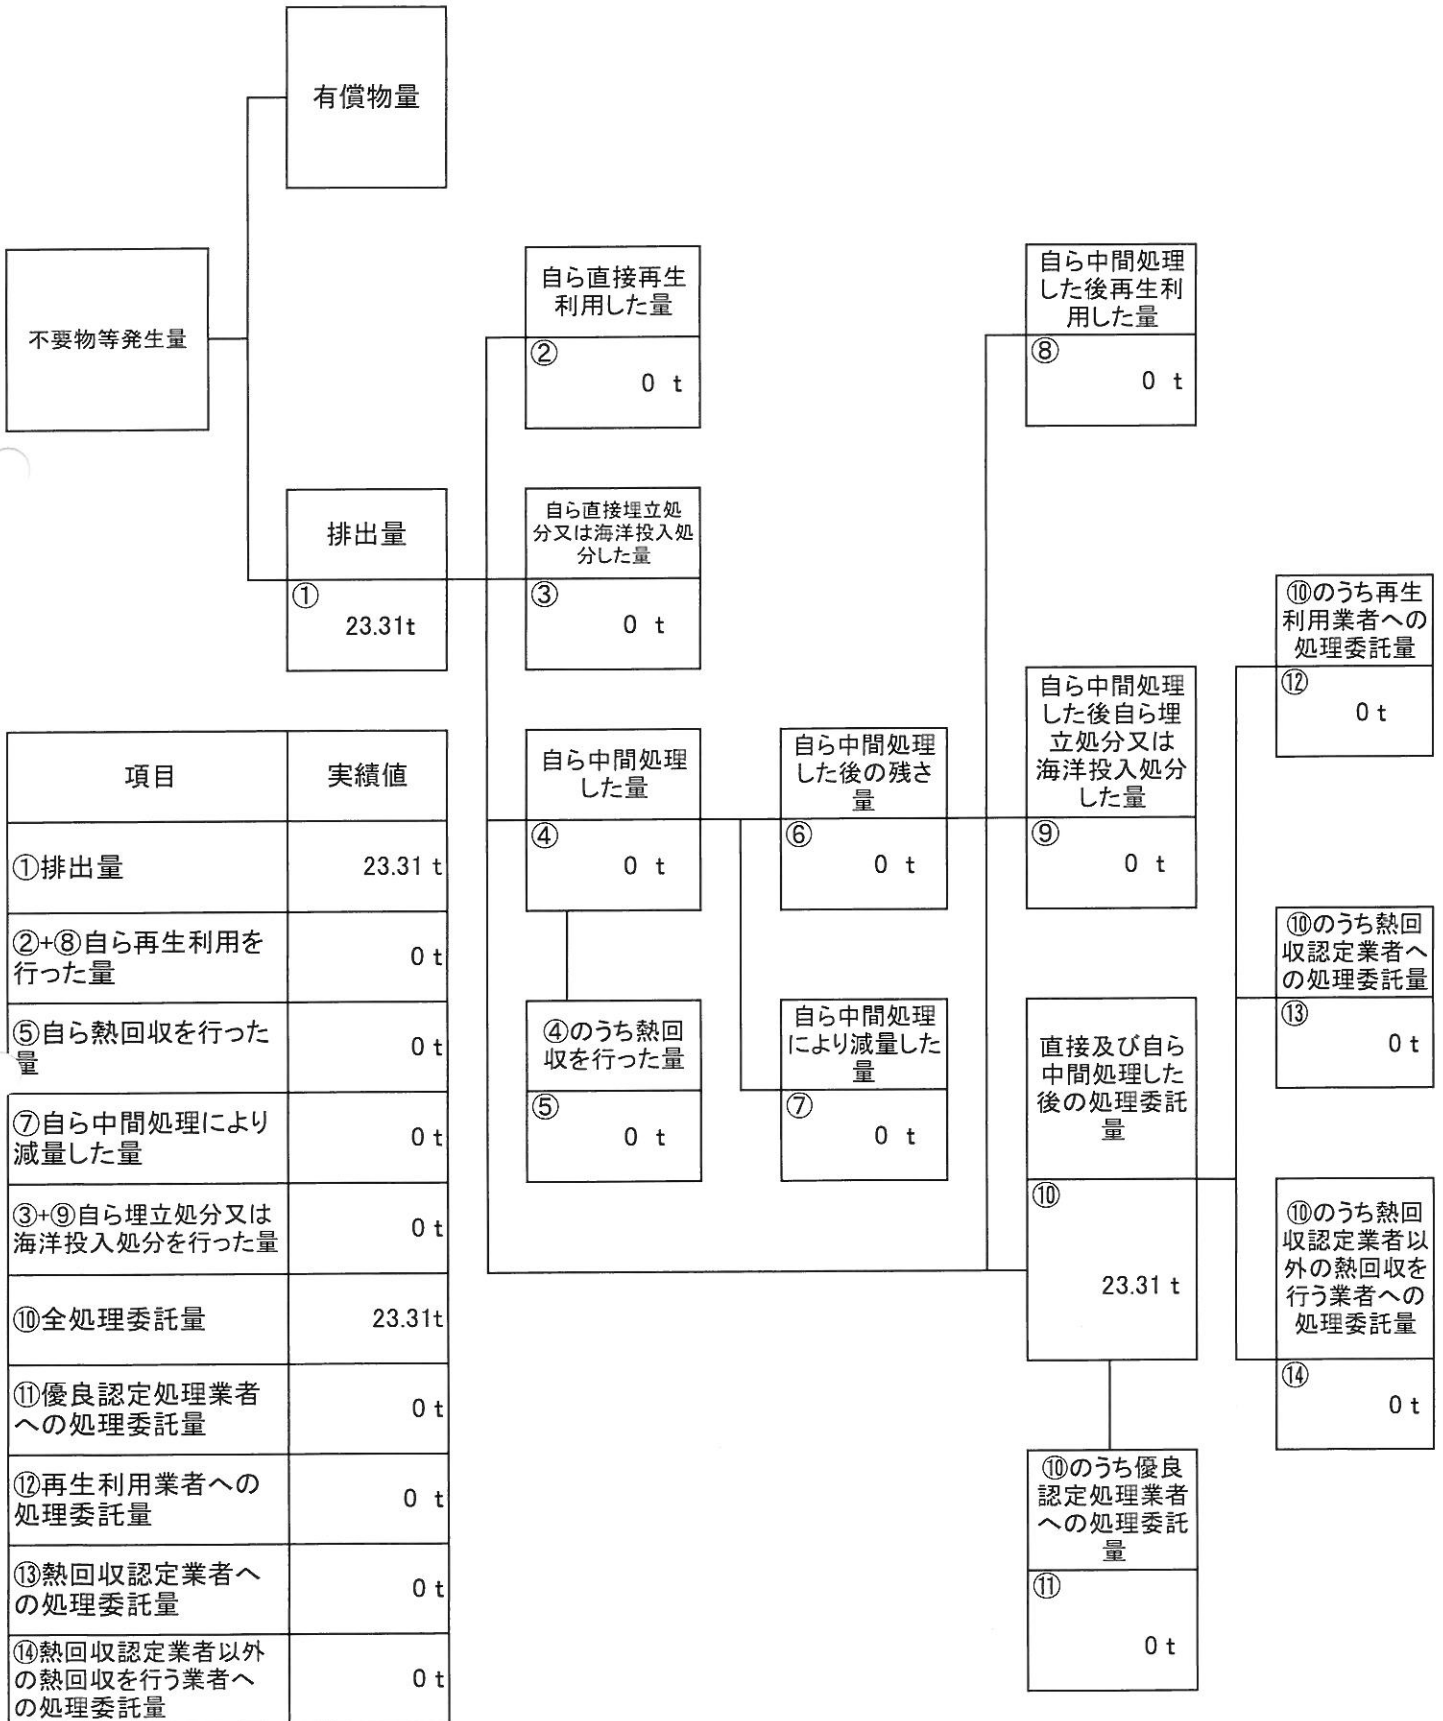 有償物量
不要物等発生量
自ら直接再生
利用した量
②
0 t
自ら中間処理
した後再生利
用した量
⑧
0 t
排出量
①
23.31t
自ら直接埋立処
分又は海洋投入処
分した量
③
0 t
⑩のうち再生
利用業者への
処理委託量
⑫
0 t
自ら中間処理
した量
④
0 t
自ら中間処理
した後の残さ
量
⑥
0 t
自ら中間処理
した後自ら埋
立処分又は
海洋投入処分
した量
⑨
0 t
⑩のうち熱回
収認定業者へ
の処理委託量
⑬
0 t
④のうち熱回
収を行った量
⑤
0 t
自ら中間処理
により減量した
量
⑦
0 t
直接及び自ら
中間処理した
後の処理委託
量
⑩
23.31 t
⑩のうち熱回
収認定業者以
外の熱回収を
行う業者への
処理委託量
⑭
0 t
⑩のうち優良
認定処理業者
への処理委託
量
⑪
0 t
項目 実績値
①排出量 23.31 t
②+⑧自ら再生利用を
行った量 0 t
⑤自ら熱回収を行った
量 0 t
⑦自ら中間処理により
減量した量 0 t
③+⑨自ら埋立処分又は
海洋投入処分を行った量 0 t
⑩全処理委託量 23.31t
⑪優良認定処理業者
への処理委託量 0 t
⑫再生利用業者への
処理委託量 0 t
⑬熱回収認定業者へ
の処理委託量 0 t
⑭熱回収認定業者以外
の熱回収を行う業者へ
の処理委託量 0 t